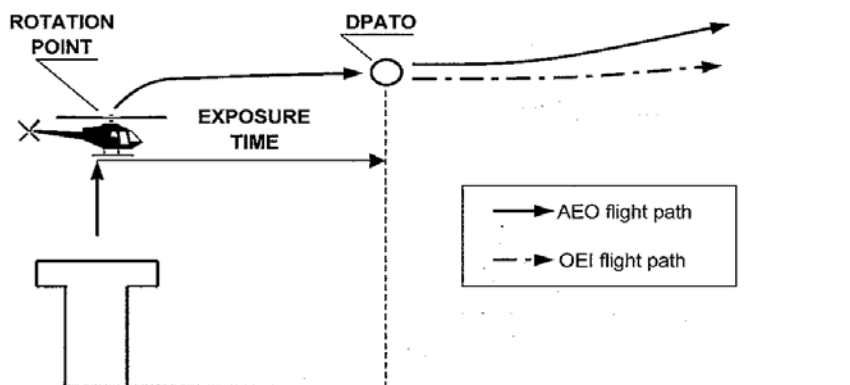 ROTATION
POINT
DPATO
EXPOSURE
TIME
AEO flight path
OEI flight path